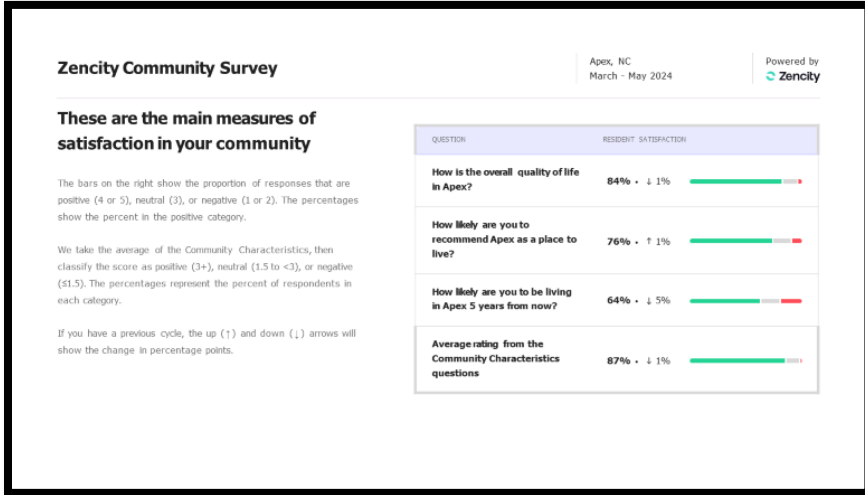 Zencity Community Survey
Apex, NC
March - May 2024
Powered by
Zencity
These are the main measures of
satisfaction in your community
The bars on the right show the proportion of responses that are
positive (4 or 5), neutral (3), or negative (1 or 2). The percentages
show the percent in the positive category.
We take the average of the Community Characteristics, then
classify the score as positive (3+), neutral (1.5 to <3), or negative
(≤1.5). The percentages represent the percent of respondents in
each category.
If you have a previous cycle, the up (↑) and down (↓) arrows will
show the change in percentage points.
QUESTION RESIDENT SATISFACTION
How is the overall quality of life
in Apex?
84% • ↓ 1%
How likely are you to
recommend Apex as a place to
live?
76% • ↑ 1%
How likely are you to be living
in Apex 5 years from now?
64% • ↓ 5%
Average rating from the
Community Characteristics
questions
87% • ↓ 1%